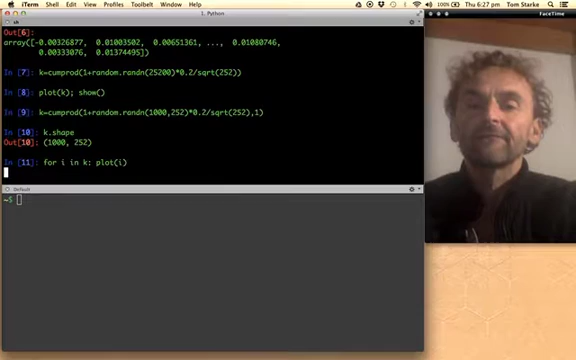 iTerm Shell Edit View Profiles Toolbelt Window Help 100% Thu 5:27 pm Tom Starke
1. Python
FaceTime
Out[6]:
array([-0.00326877, 0.01003502, 0.00651361, ..., 0.01080746,
0.00333076, 0.01374495])
In [7]: k=cumprod(1+random.randn(25200)*0.2/sqrt(252))
In [8]: plot(k); show()
In [9]: k=cumprod(1+random.randn(1000,252)*0.2/sqrt(252),1)
In [10]: k.shape
Out[10]: (1000, 252)
In [11]: for i in k: plot(i)
Default
~$